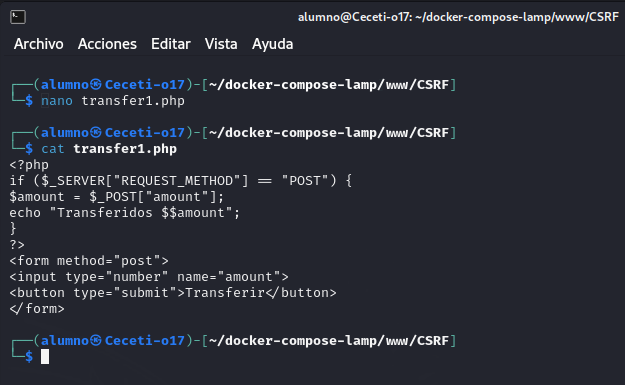 alumno@Ceceti-o17: ~/docker-compose-lamp/www/CSRF
Archivo Acciones Editar Vista Ayuda
┌──(alumno㉿Ceceti-o17)-[~/docker-compose-lamp/www/CSRF]
└─$ nano transfer1.php
┌──(alumno㉿Ceceti-o17)-[~/docker-compose-lamp/www/CSRF]
└─$ cat transfer1.php
<?php
if ($_SERVER["REQUEST_METHOD"] == "POST") {
$amount = $_POST["amount"];
echo "Transferidos $$amount";
}
?>
<form method="post">
<input type="number" name="amount">
<button type="submit">Transferir</button>
</form>
┌──(alumno㉿Ceceti-o17)-[~/docker-compose-lamp/www/CSRF]
└─$